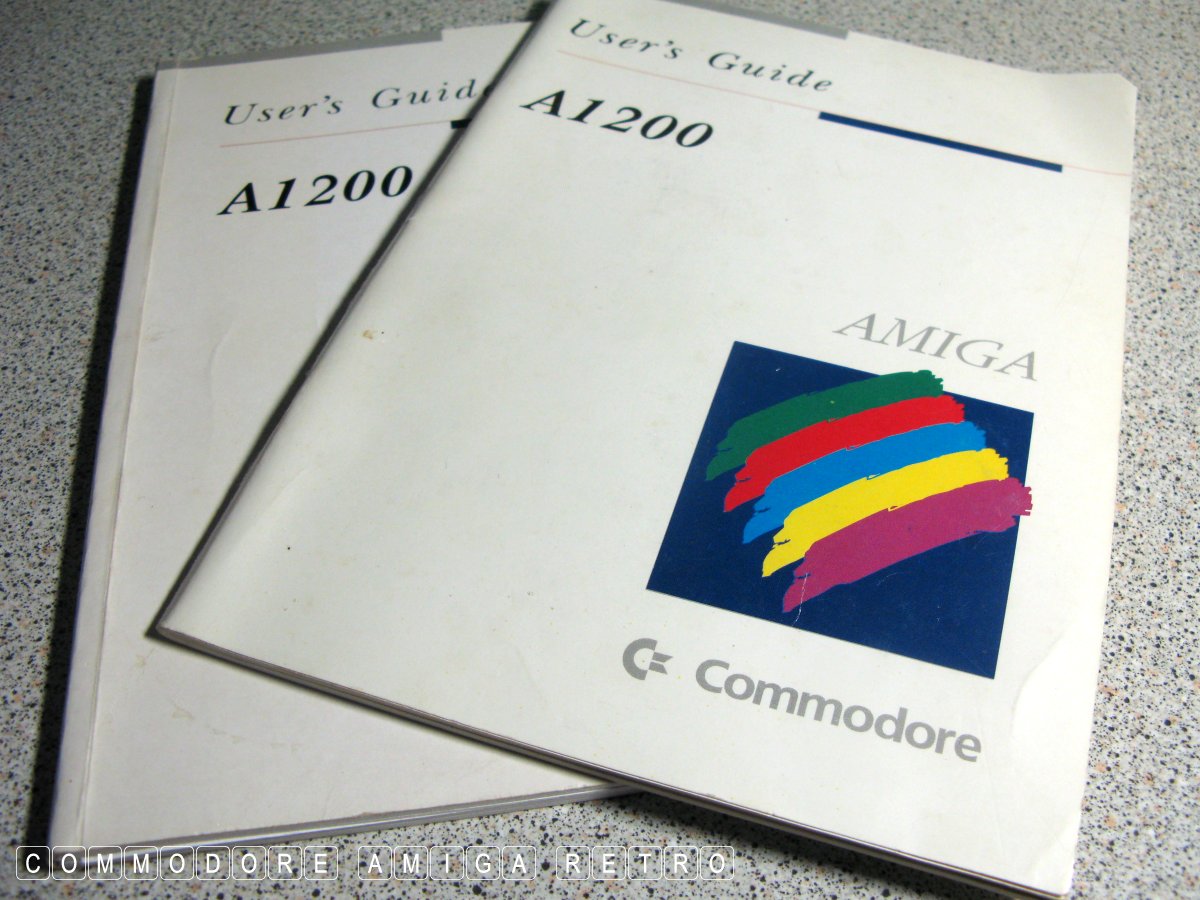 User's Guide
A1200
User's Guide
A1200
AMIGA
Commodore
COMMODORE AMIGA RETRO